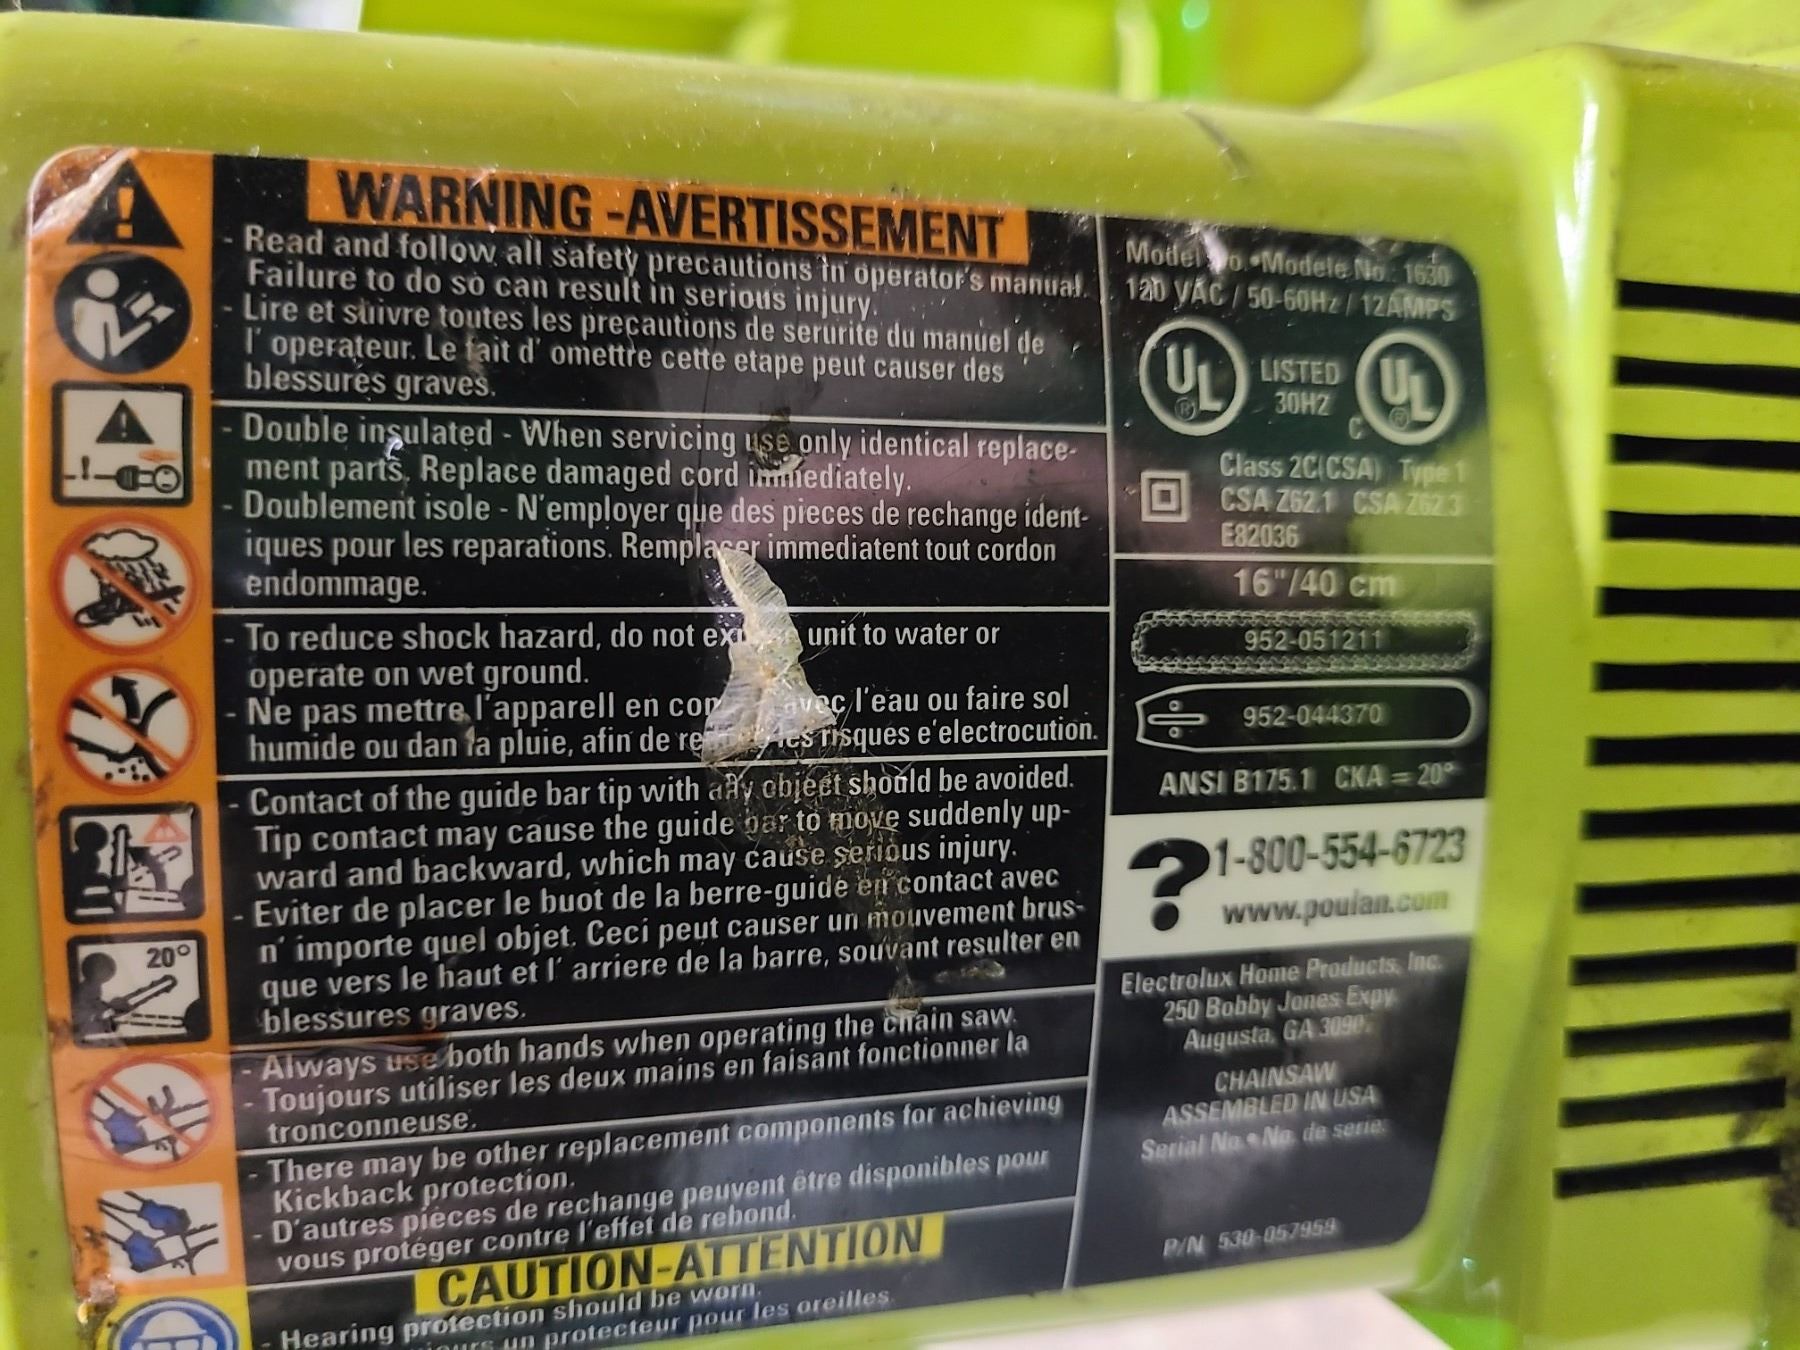 WARNING -AVERTISSEMENT
- Read and follow all safety precautions in operator's manual.
Failure to do so can result in serious injury.
- Lire et suivre toutes les precautions de serurite du manuel de
l' operateur. Le fait d' omettre cette etape peut causer des
blessures graves.
- Double insulated - When servicing use only identical replace-
ment parts. Replace damaged cord immediately.
- Doublement isole - N'employer que des pieces de rechange ident-
iques pour les reparations. Remplacer immediatent tout cordon
endommage.
- To reduce shock hazard, do not unit to water or
operate on wet ground.
- Ne pas mettre l'apparell en avec l'eau ou faire sol
humide ou dan la pluie, afin de les risques e'electrocution.
- Contact of the guide bar tip with any object should be avoided.
Tip contact may cause the guide bar to move suddenly up-
ward and backward, which may cause serious injury.
- Eviter de placer le buot de la berre-guide en contact avec
n' importe quel objet. Ceci peut causer un mouvement brus-
que vers le haut et l' arriere de la barre, souvant resulter en
blessures graves.
20°
- Always use both hands when operating the chain saw.
- Toujours utiliser les deux mains en faisant fonctionner la
tronconneuse.
- There may be other replacement components for achieving
Kickback protection.
- D'autres pièces de rechange peuvent être disponibles pour
vous protéger contre l'effet de rebond.
CAUTION-ATTENTION
- Hearing protection should be worn.
un protecteur pour les oreilles
Model No. • Modele No. 1630
120 VAC / 50-60Hz / 12AMPS
UL LISTED C UL
30H2
Class 2C(CSA) Type 1
CSA Z62.1 CSA Z62.3
E82036
16"/40 cm
952-051211
952-044370
ANSI B175.1 CKA = 20°
? 1-800-554-6723
www.poulan.com
Electrolux Home Products, Inc.
250 Bobby Jones Expy.
Augusta, GA
CHAINSAW
ASSEMBLED IN USA
Serial No. • No. de serie:
P/N 530-057959